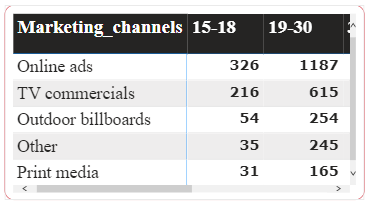 Marketing_channels 15-18 19-30
Online ads 326 1187
TV commercials 216 615
Outdoor billboards 54 254
Other 35 245
Print media 31 165